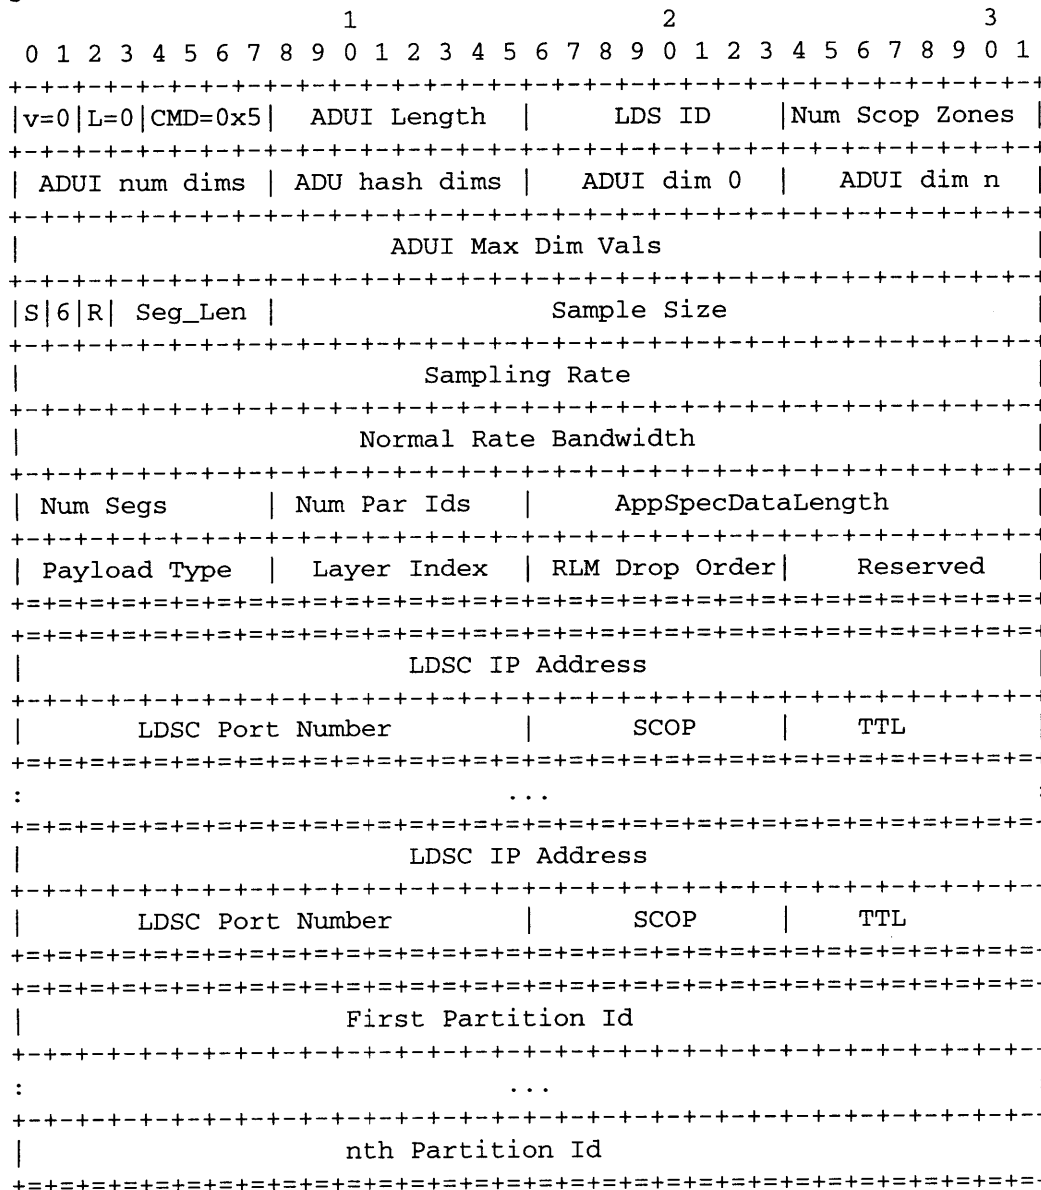 1 2 3
0 1 2 3 4 5 6 7 8 9 0 1 2 3 4 5 6 7 8 9 0 1 2 3 4 5 6 7 8 9 0 1
+-+-+-+-+-+-+-+-+-+-+-+-+-+-+-+-+-+-+-+-+-+-+-+-+-+-+-+-+-+-+-+-+
|v=0|L=0|CMD=0x5| ADUI Length | LDS ID |Num Scop Zones |
+-+-+-+-+-+-+-+-+-+-+-+-+-+-+-+-+-+-+-+-+-+-+-+-+-+-+-+-+-+-+-+-+
| ADUI num dims | ADU hash dims | ADUI dim 0 | ADUI dim n |
+-+-+-+-+-+-+-+-+-+-+-+-+-+-+-+-+-+-+-+-+-+-+-+-+-+-+-+-+-+-+-+-+
| ADUI Max Dim Vals |
+-+-+-+-+-+-+-+-+-+-+-+-+-+-+-+-+-+-+-+-+-+-+-+-+-+-+-+-+-+-+-+-+
|S|6|R| Seg_Len | Sample Size |
+-+-+-+-+-+-+-+-+-+-+-+-+-+-+-+-+-+-+-+-+-+-+-+-+-+-+-+-+-+-+-+-+
| Sampling Rate |
+-+-+-+-+-+-+-+-+-+-+-+-+-+-+-+-+-+-+-+-+-+-+-+-+-+-+-+-+-+-+-+-+
| Normal Rate Bandwidth |
+-+-+-+-+-+-+-+-+-+-+-+-+-+-+-+-+-+-+-+-+-+-+-+-+-+-+-+-+-+-+-+-+
| Num Segs | Num Par Ids | AppSpecDataLength |
+-+-+-+-+-+-+-+-+-+-+-+-+-+-+-+-+-+-+-+-+-+-+-+-+-+-+-+-+-+-+-+-+
| Payload Type | Layer Index | RLM Drop Order| Reserved |
+=+=+=+=+=+=+=+=+=+=+=+=+=+=+=+=+=+=+=+=+=+=+=+=+=+=+=+=+=+=+=+=+
+=+=+=+=+=+=+=+=+=+=+=+=+=+=+=+=+=+=+=+=+=+=+=+=+=+=+=+=+=+=+=+=+
| LDSC IP Address |
+-+-+-+-+-+-+-+-+-+-+-+-+-+-+-+-+-+-+-+-+-+-+-+-+-+-+-+-+-+-+-+-+
| LDSC Port Number | SCOP | TTL |
+=+=+=+=+=+=+=+=+=+=+=+=+=+=+=+=+=+=+=+=+=+=+=+=+=+=+=+=+=+=+=+=+
: ... :
+=+=+=+=+=+=+=+=+=+=+=+=+=+=+=+=+=+=+=+=+=+=+=+=+=+=+=+=+=+=+=+=+
| LDSC IP Address
+-+-+-+-+-+-+-+-+-+-+-+-+-+-+-+-+-+-+-+-+-+-+-+-+-+-+-+-+-+-+-+-+
| LDSC Port Number | SCOP | TTL
+=+=+=+=+=+=+=+=+=+=+=+=+=+=+=+=+=+=+=+=+=+=+=+=+=+=+=+=+=+=+=+=+
+=+=+=+=+=+=+=+=+=+=+=+=+=+=+=+=+=+=+=+=+=+=+=+=+=+=+=+=+=+=+=+=+
| First Partition Id
+-+-+-+-+-+-+-+-+-+-+-+-+-+-+-+-+-+-+-+-+-+-+-+-+-+-+-+-+-+-+-+-+
: ...
+-+-+-+-+-+-+-+-+-+-+-+-+-+-+-+-+-+-+-+-+-+-+-+-+-+-+-+-+-+-+-+-+
| nth Partition Id
+=+=+=+=+=+=+=+=+=+=+=+=+=+=+=+=+=+=+=+=+=+=+=+=+=+=+=+=+=+=+=+=+